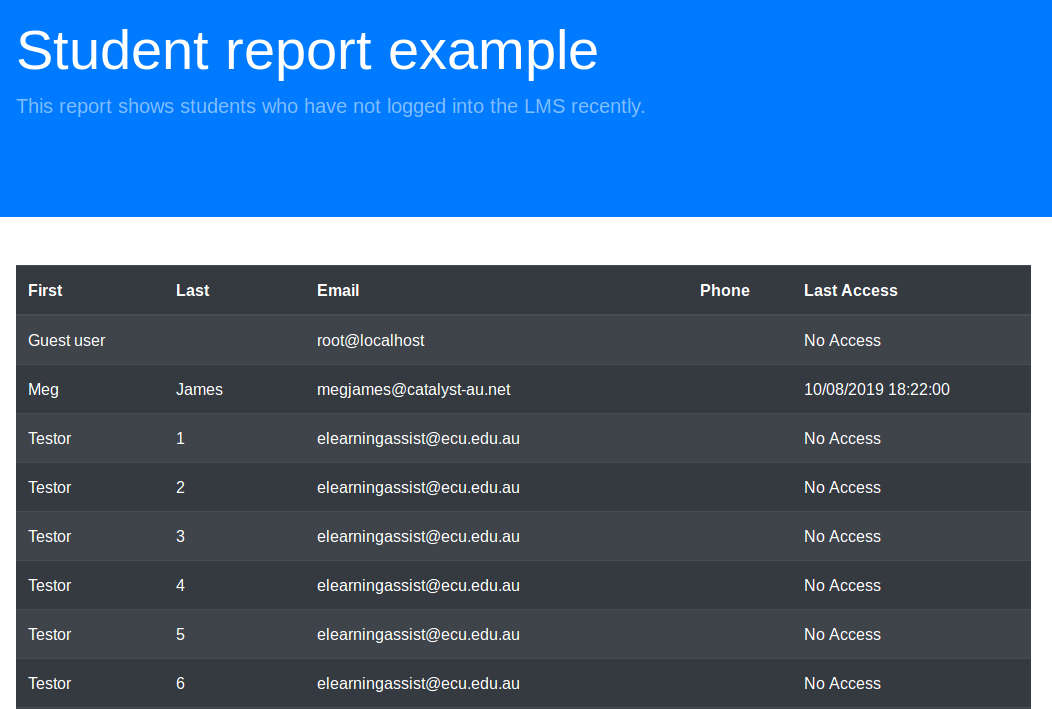 Student report example
This report shows students who have not logged into the LMS recently.
First Last Email Phone Last Access
Guest user root@localhost No Access
Meg James megjames@catalyst-au.net 10/08/2019 18:22:00
Testor 1 elearningassist@ecu.edu.au No Access
Testor 2 elearningassist@ecu.edu.au No Access
Testor 3 elearningassist@ecu.edu.au No Access
Testor 4 elearningassist@ecu.edu.au No Access
Testor 5 elearningassist@ecu.edu.au No Access
Testor 6 elearningassist@ecu.edu.au No Access